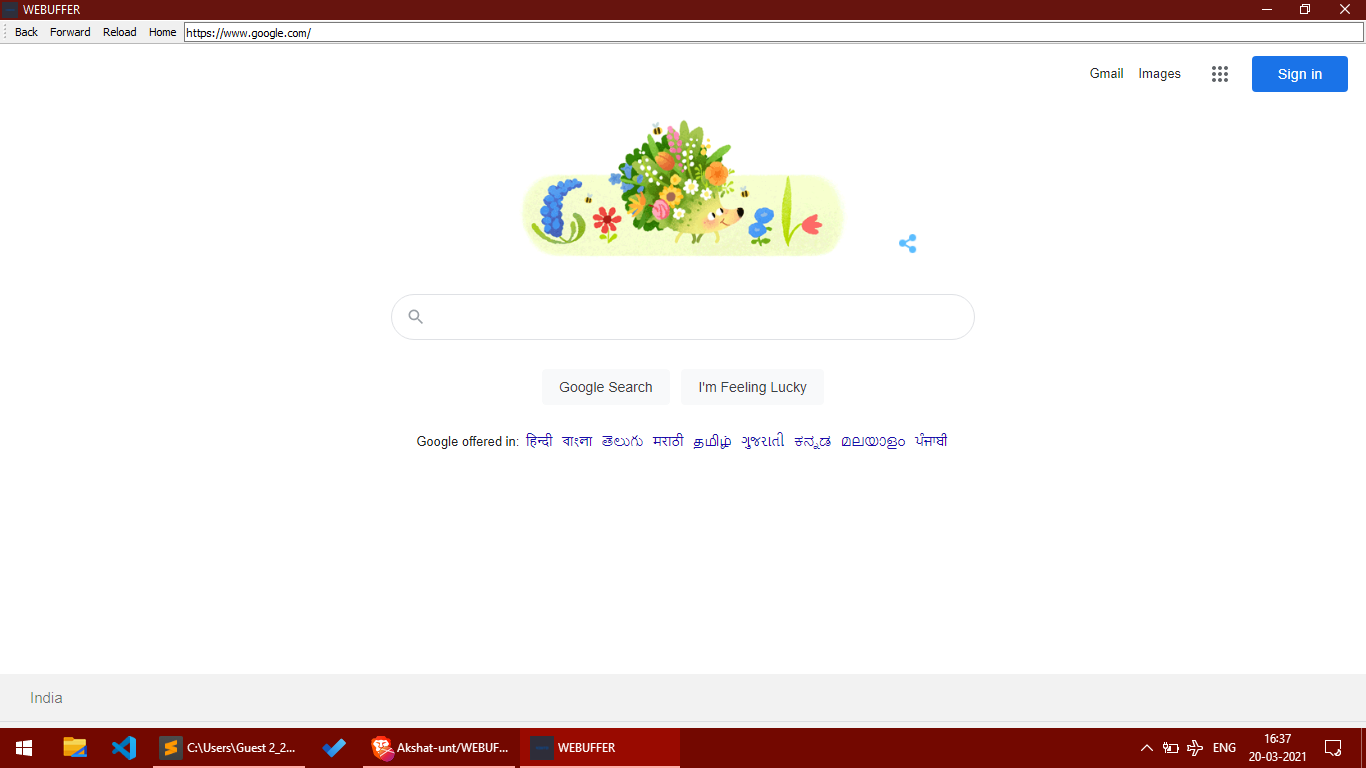 WEBUFFER
Back Forward Reload Home https://www.google.com/
Gmail Images Sign in
Google Search I'm Feeling Lucky
Google offered in: हिन्दी বাংলা తెలుగు मराठी தமிழ் ગુજરાતી ಕನ್ನಡ മലയാളം ਪੰਜਾਬੀ
India
C:\Users\Guest 2_2... Akshat-unt/WEBUF... WEBUFFER ENG 16:37
20-03-2021